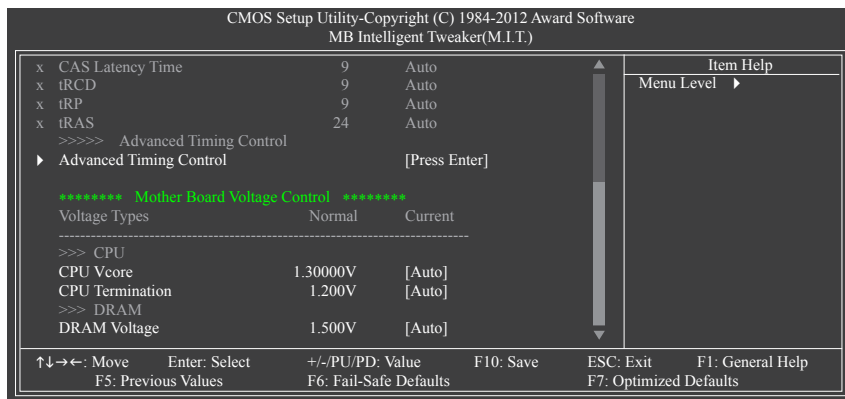 CMOS Setup Utility-Copyright (C) 1984-2012 Award Software
MB Intelligent Tweaker(M.I.T.)
x CAS Latency Time 9 Auto
x tRCD 9 Auto
x tRP 9 Auto
x tRAS 24 Auto
>>>>> Advanced Timing Control
Advanced Timing Control [Press Enter]
******** Mother Board Voltage Control ********
Voltage Types Normal Current
-----------------------------------------------------------------------------
>>> CPU
CPU Vcore 1.30000V [Auto]
CPU Termination 1.200V [Auto]
>>> DRAM
DRAM Voltage 1.500V [Auto]
Item Help
Menu Level
↑↓→←: Move Enter: Select +/-/PU/PD: Value F10: Save ESC: Exit F1: General Help
F5: Previous Values F6: Fail-Safe Defaults F7: Optimized Defaults